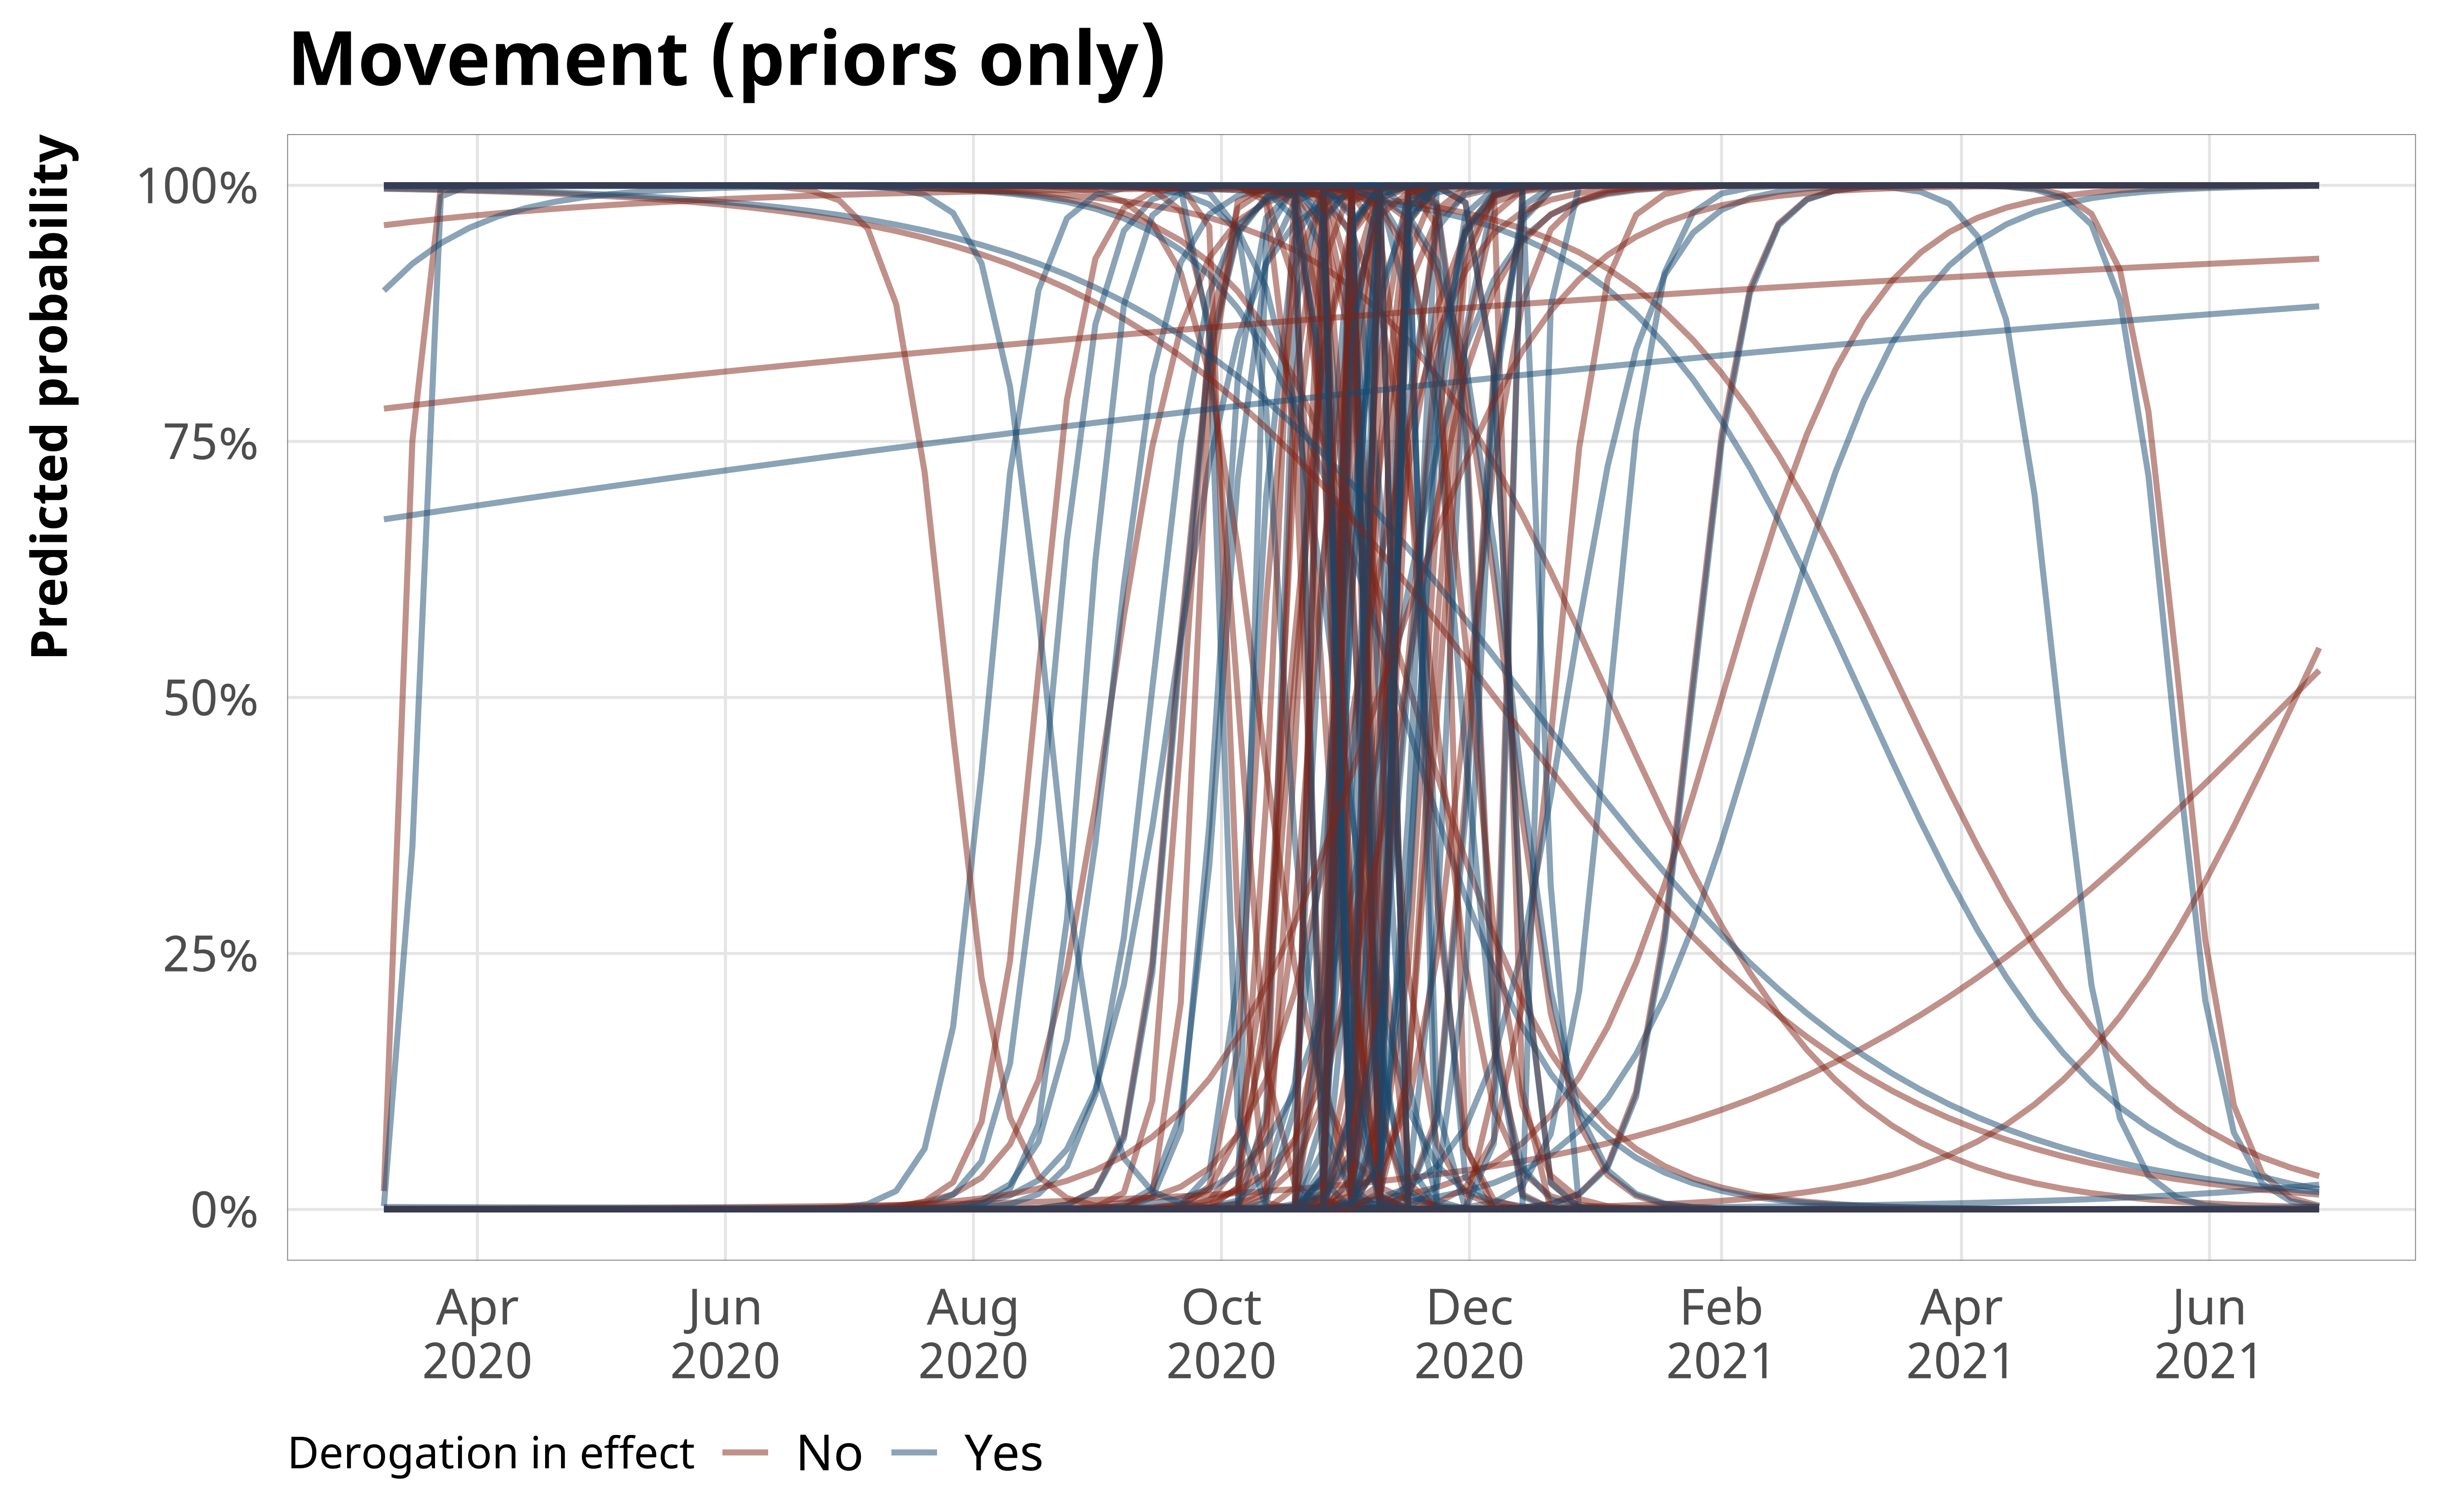 Movement (priors only)
Predicted probability
100%
75%
50%
25%
0%
Apr
2020
Jun
2020
Aug
2020
Oct
2020
Dec
2020
Feb
2021
Apr
2021
Jun
2021
Derogation in effect No Yes